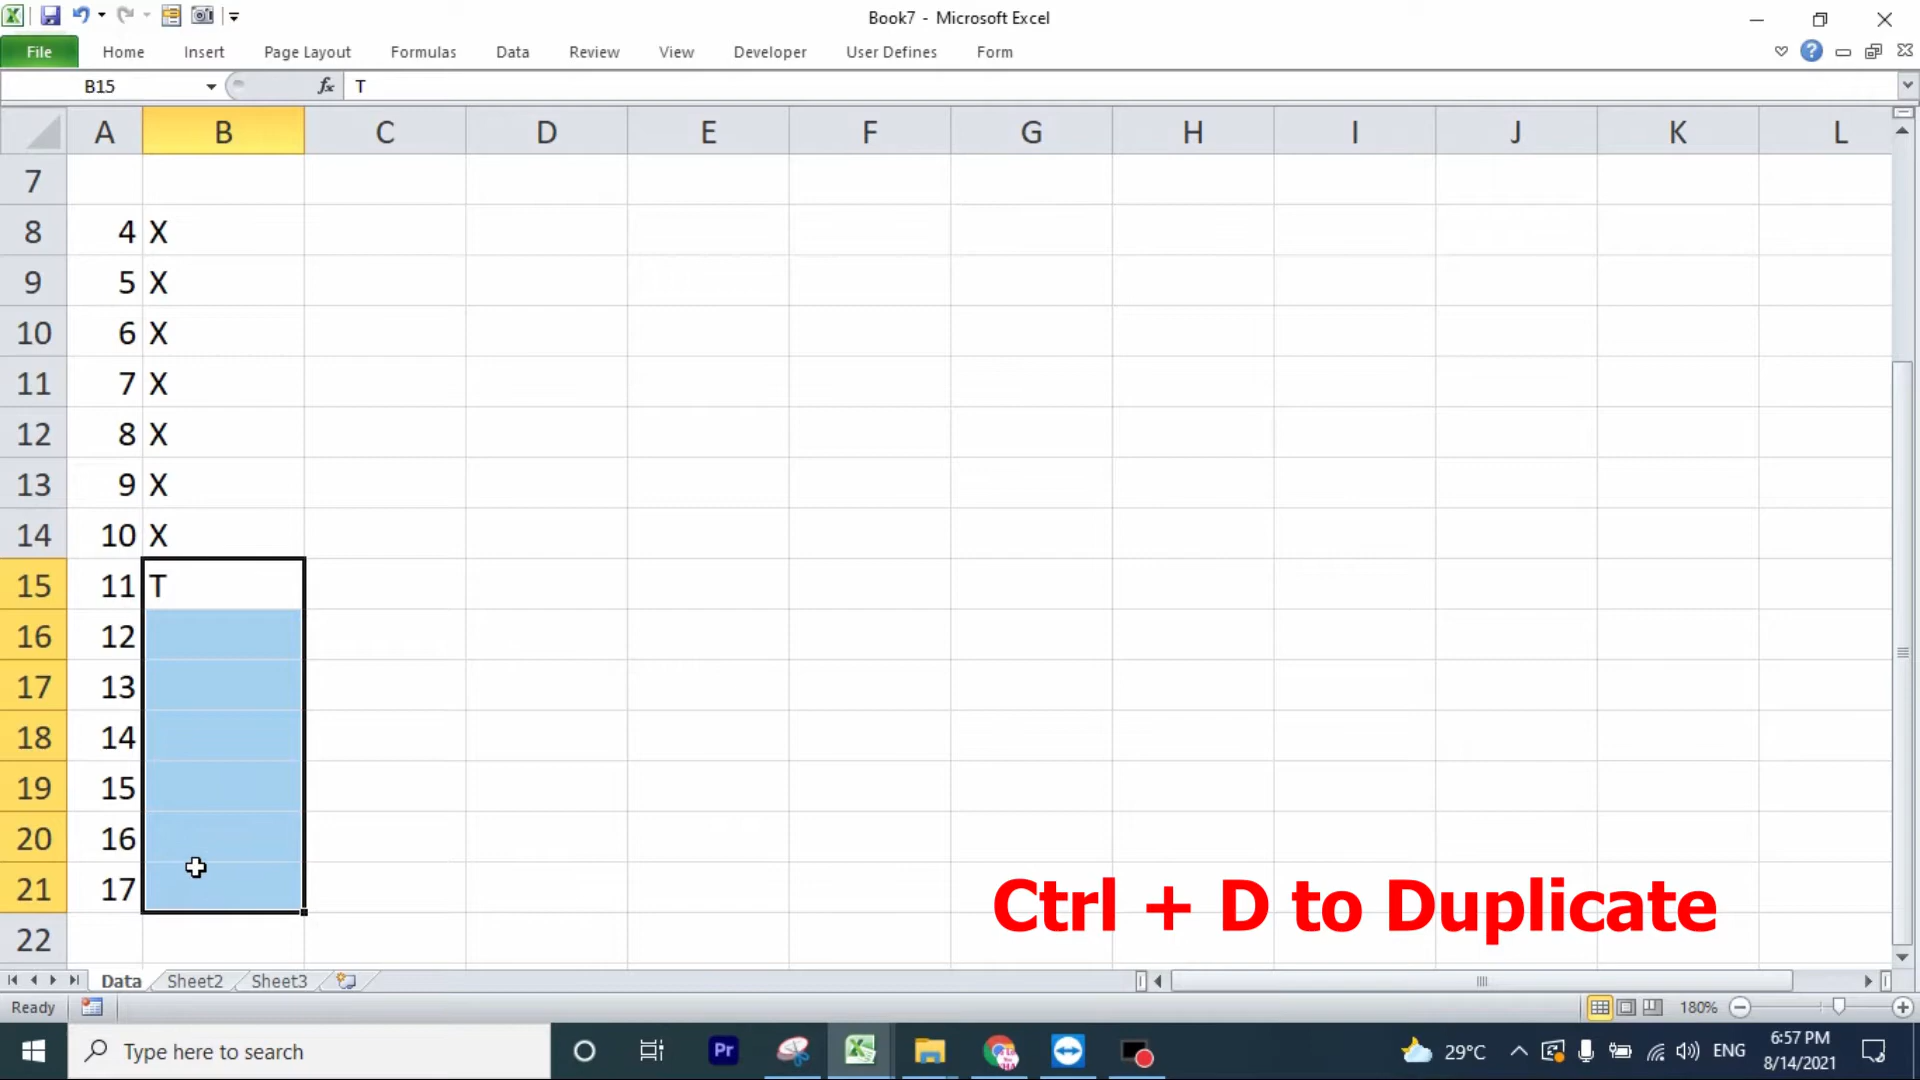 Book7 - Microsoft Excel
File Home Insert Page Layout Formulas Data Review View Developer User Defines Form
B15 fx T
A B C D E F G H I J K L
7
8 4 X
9 5 X
10 6 X
11 7 X
12 8 X
13 9 X
14 10 X
15 11 T
16 12
17 13
18 14
19 15
20 16
21 17
22
Ctrl + D to Duplicate
Data Sheet2 Sheet3
Ready 180%
Type here to search Pr 29°C ENG 6:57 PM
8/14/2021